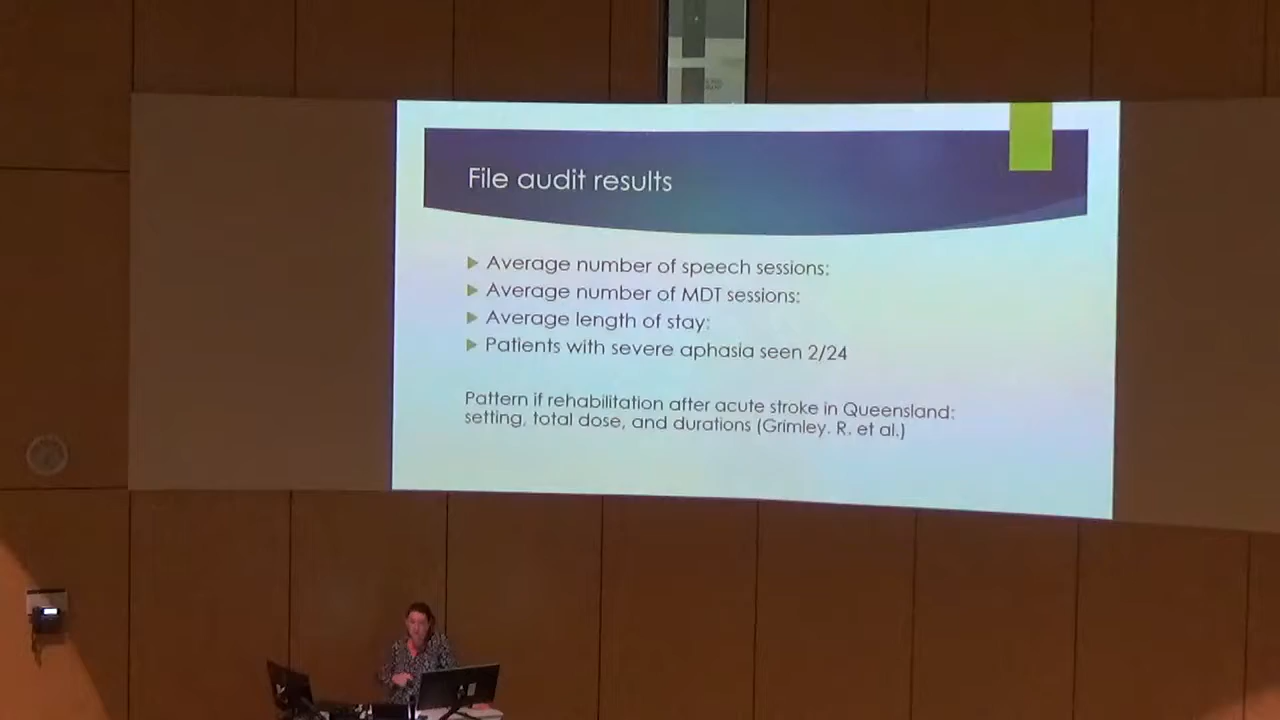 File audit results
Average number of speech sessions:
Average number of MDT sessions:
Average length of stay:
Patients with severe aphasia seen 2/24
Pattern if rehabilitation after acute stroke in Queensland:
setting, total dose, and durations (Grimley. R. et al.)